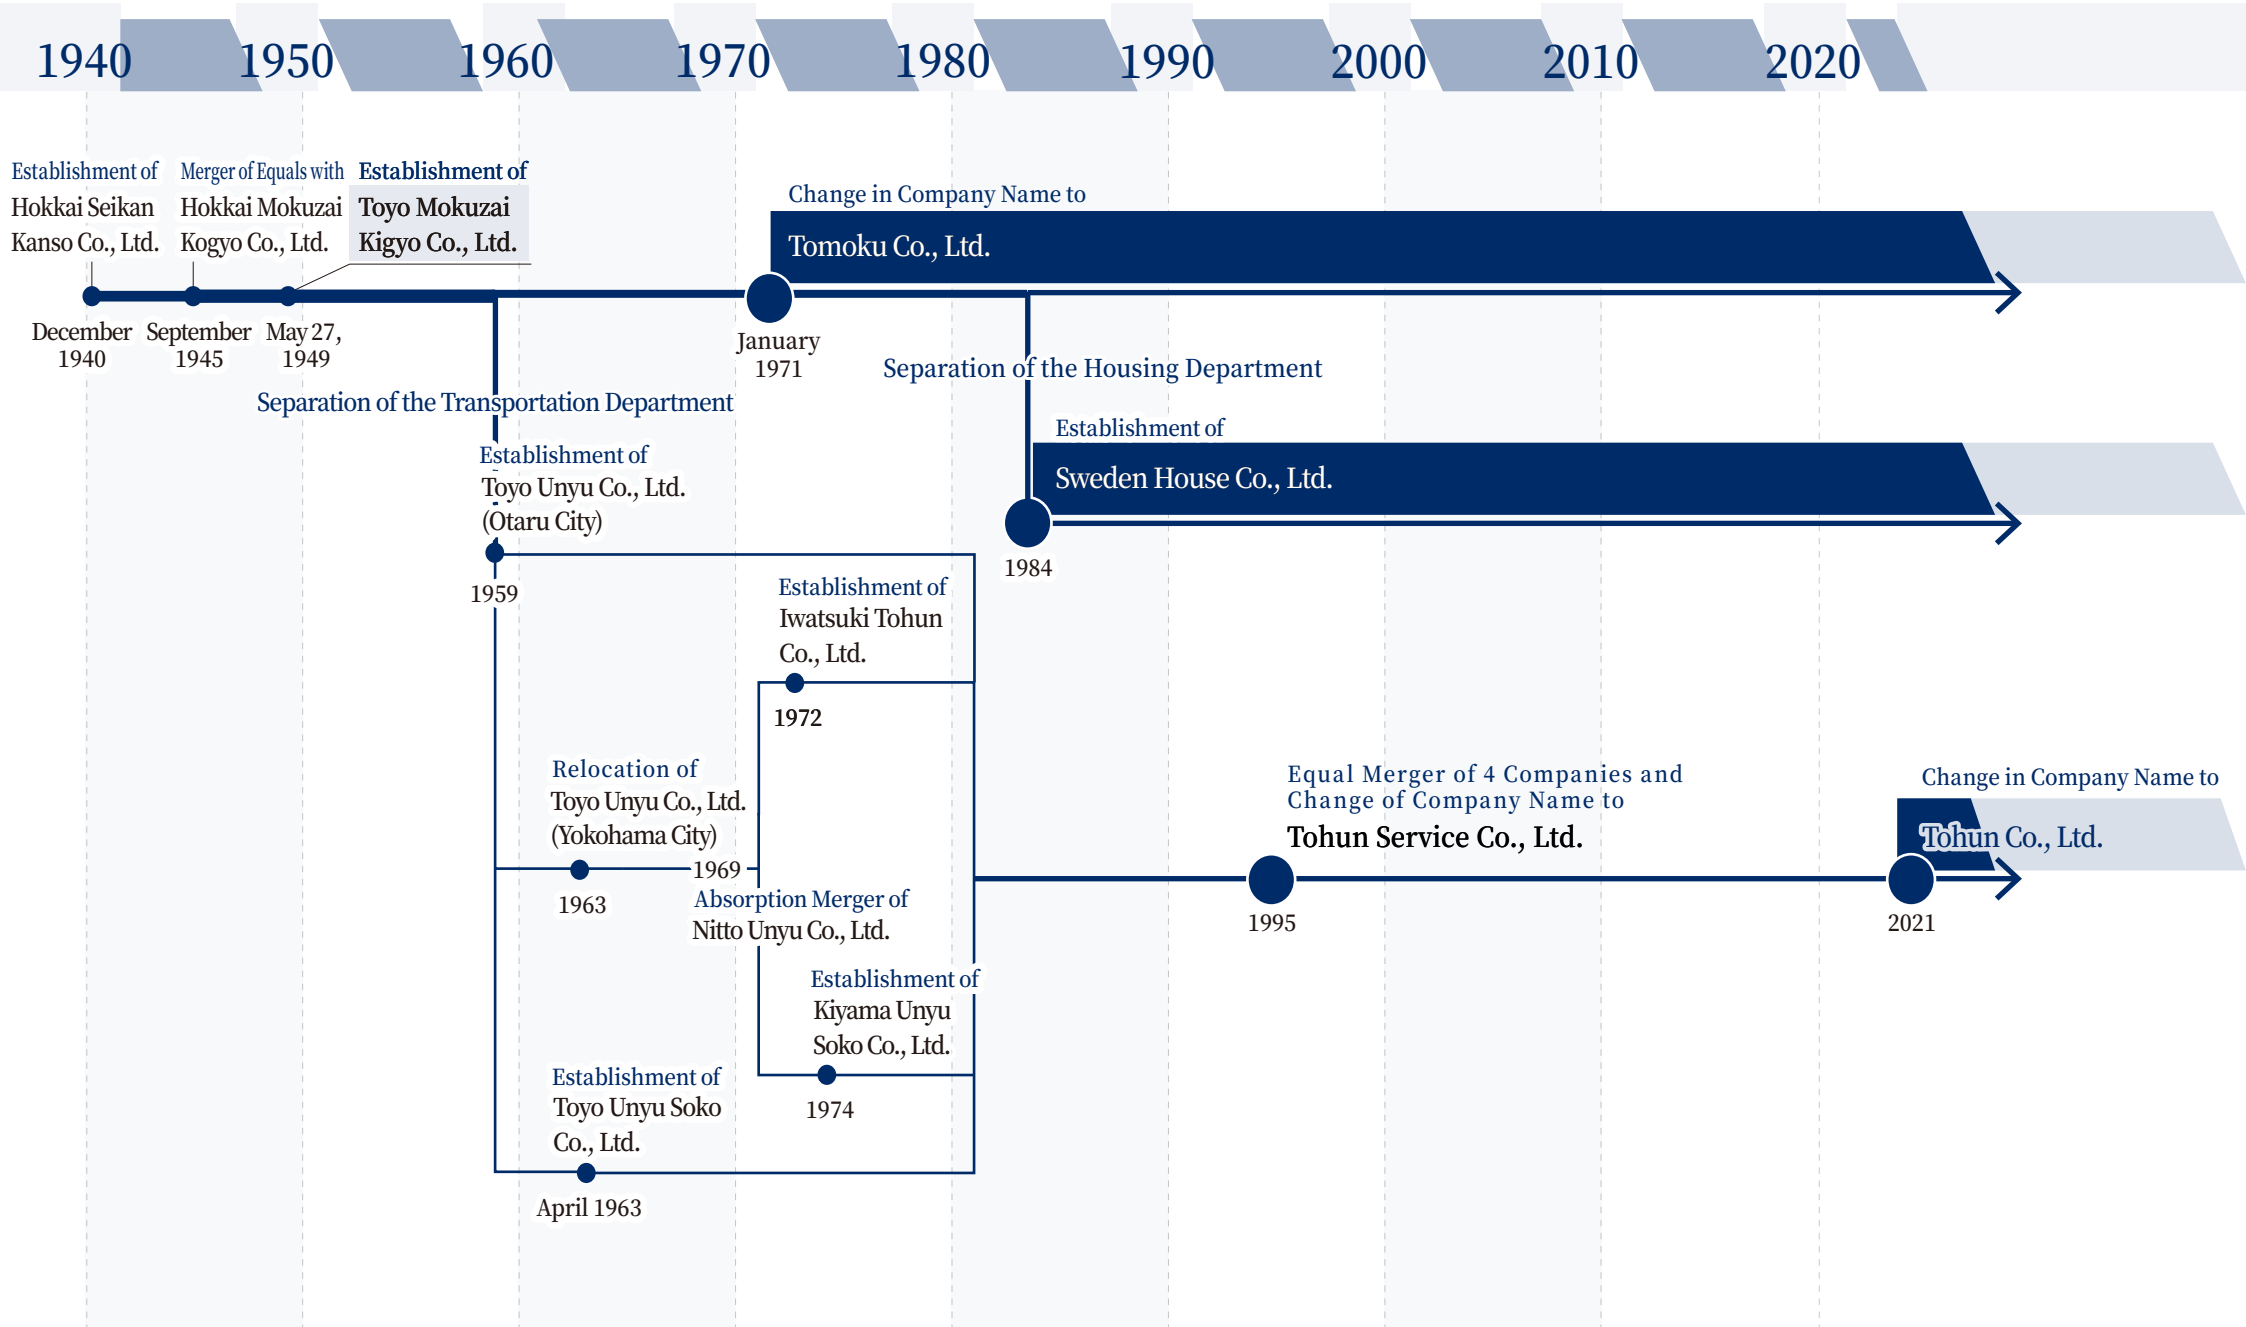 1940 1950 1960 1970 1980 1990 2000 2010 2020
Establishment of
Hokkai Seikan
Kanso Co., Ltd.
December
1940
Merger of Equals with
Hokkai Mokuzai
Kogyo Co., Ltd.
September
1945
Establishment of
Toyo Mokuzai
Kigyo Co., Ltd.
May 27,
1949
Change in Company Name to
Tomoku Co., Ltd.
January
1971
Separation of the Housing Department
Establishment of
Sweden House Co., Ltd.
1984
Separation of the Transportation Department
Establishment of
Toyo Unyu Co., Ltd.
(Otaru City)
1959
Establishment of
Iwatsuki Tohun
Co., Ltd.
1972
Relocation of
Toyo Unyu Co., Ltd.
(Yokohama City)
1963
1969
Absorption Merger of
Nitto Unyu Co., Ltd.
Establishment of
Kiyama Unyu
Soko Co., Ltd.
1974
Establishment of
Toyo Unyu Soko
Co., Ltd.
April 1963
Equal Merger of 4 Companies and
Change of Company Name to
Tohun Service Co., Ltd.
1995
Change in Company Name to
Tohun Co., Ltd.
2021